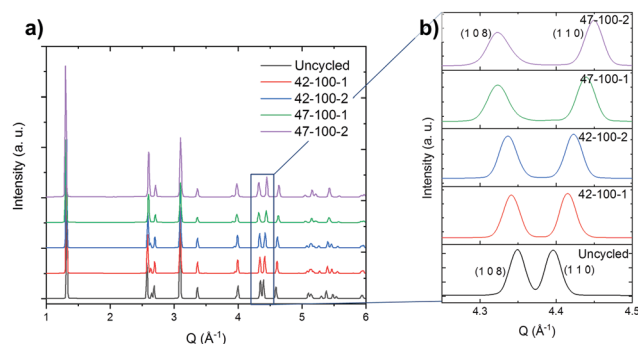 a)
Uncycled
42-100-1
42-100-2
47-100-1
47-100-2
Intensity (a. u.)
1 2 3 4 5 6
Q (Å⁻¹)
b)
47-100-2
(1 0 8) (1 1 0)
47-100-1
42-100-2
42-100-1
Uncycled
(1 0 8) (1 1 0)
Intensity (a. u.)
4.3 4.4 4.5
Q (Å⁻¹)